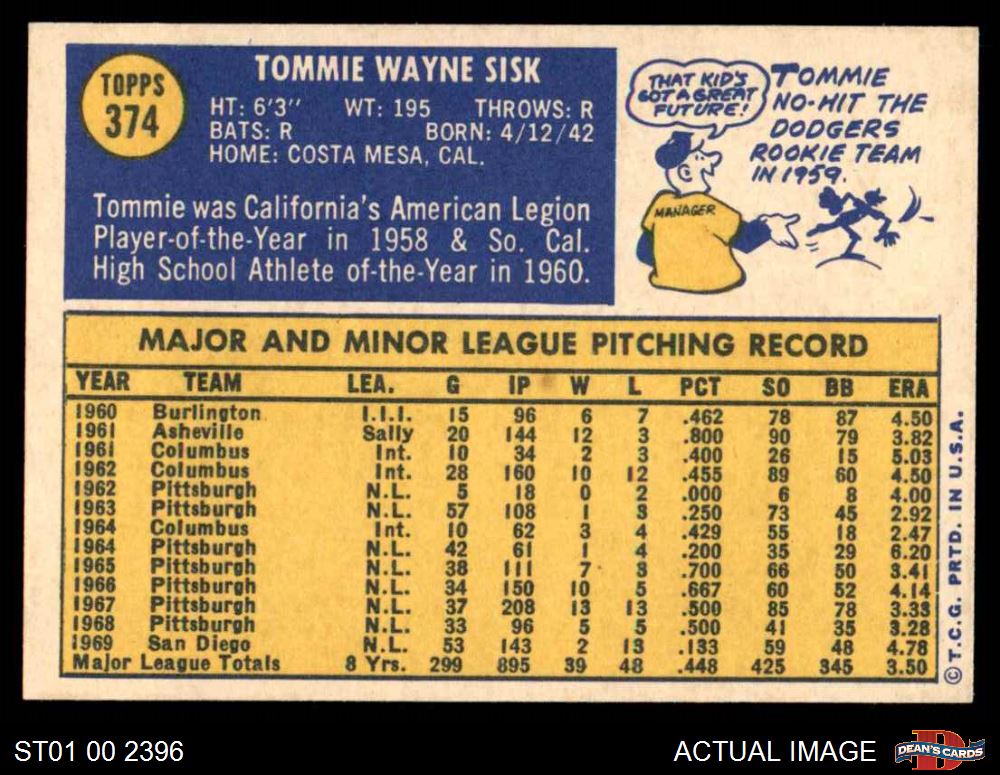 TOPPS
374
TOMMIE WAYNE SISK
HT: 6'3" WT: 195 THROWS: R
BATS: R BORN: 4/12/42
HOME: COSTA MESA, CAL.
Tommie was California's American Legion
Player-of-the-Year in 1958 & So. Cal.
High School Athlete of-the-Year in 1960.
THAT KID'S
GOT A GREAT
FUTURE!
MANAGER
TOMMIE
NO-HIT THE
DODGERS
ROOKIE TEAM
IN 1959.
MAJOR AND MINOR LEAGUE PITCHING RECORD
YEAR TEAM LEA. G IP W L PCT SO BB ERA
1960 Burlington I.I.I. 15 96 6 7 .462 78 87 4.50
1961 Asheville Sally 20 144 12 3 .800 90 79 3.82
1961 Columbus Int. 10 34 2 3 .400 26 15 5.03
1962 Columbus Int. 28 160 10 12 .455 89 60 4.50
1962 Pittsburgh N.L. 5 18 0 2 .000 6 8 4.00
1963 Pittsburgh N.L. 57 108 1 3 .250 73 45 2.92
1964 Columbus Int. 10 62 3 4 .429 55 18 2.47
1964 Pittsburgh N.L. 42 61 1 4 .200 35 29 6.20
1965 Pittsburgh N.L. 38 111 7 3 .700 66 50 3.41
1966 Pittsburgh N.L. 34 150 10 5 .667 60 52 4.14
1967 Pittsburgh N.L. 37 208 13 13 .500 85 78 3.33
1968 Pittsburgh N.L. 33 96 5 5 .500 41 35 3.28
1969 San Diego N.L. 53 143 2 13 .133 59 48 4.78
Major League Totals 8 Yrs. 299 895 39 48 .448 425 345 3.50
© T.C.G. PRTD. IN U.S.A.
ST01 00 2396
ACTUAL IMAGE
D
DEAN'S CARDS